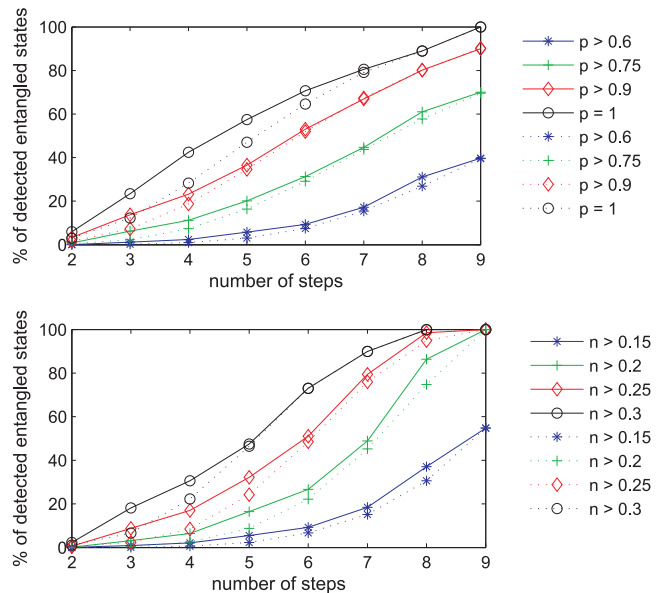 % of detected entangled states
100
80
60
40
20
0
2 3 4 5 6 7 8 9
number of steps
p > 0.6
p > 0.75
p > 0.9
p = 1
p > 0.6
p > 0.75
p > 0.9
p = 1
% of detected entangled states
100
80
60
40
20
0
2 3 4 5 6 7 8 9
number of steps
n > 0.15
n > 0.2
n > 0.25
n > 0.3
n > 0.15
n > 0.2
n > 0.25
n > 0.3